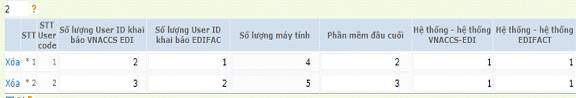 2 ?
STT STT User code Số lượng User ID khai báo VNACCS EDI Số lượng User ID khai báo EDIFAC Số lượng máy tính Phần mềm đầu cuối Hệ thống - hệ thống VNACCS-EDI Hệ thống - hệ thống EDIFACT
Xóa * 1 1 2 1 4 2 1 1
Xóa * 2 2 3 2 5 3 1 1